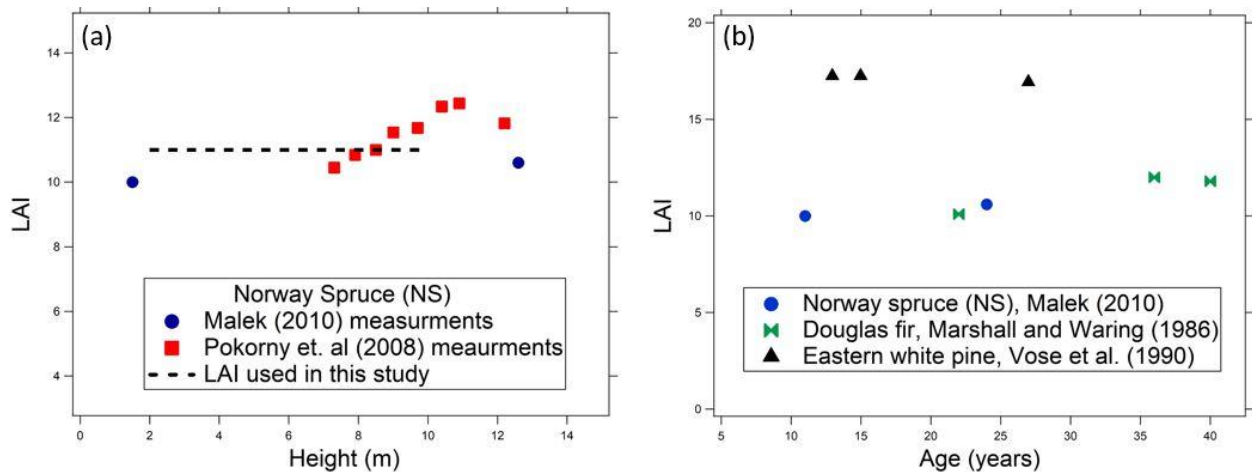 (a)
14
12
10
8
6
4
LAI
Norway Spruce (NS)
Malek (2010) measurments
Pokorny et. al (2008) meaurments
LAI used in this study
0 2 4 6 8 10 12 14
Height (m)
(b)
20
15
10
5
0
LAI
Norway spruce (NS), Malek (2010)
Douglas fir, Marshall and Waring (1986)
Eastern white pine, Vose et al. (1990)
5 10 15 20 25 30 35 40
Age (years)